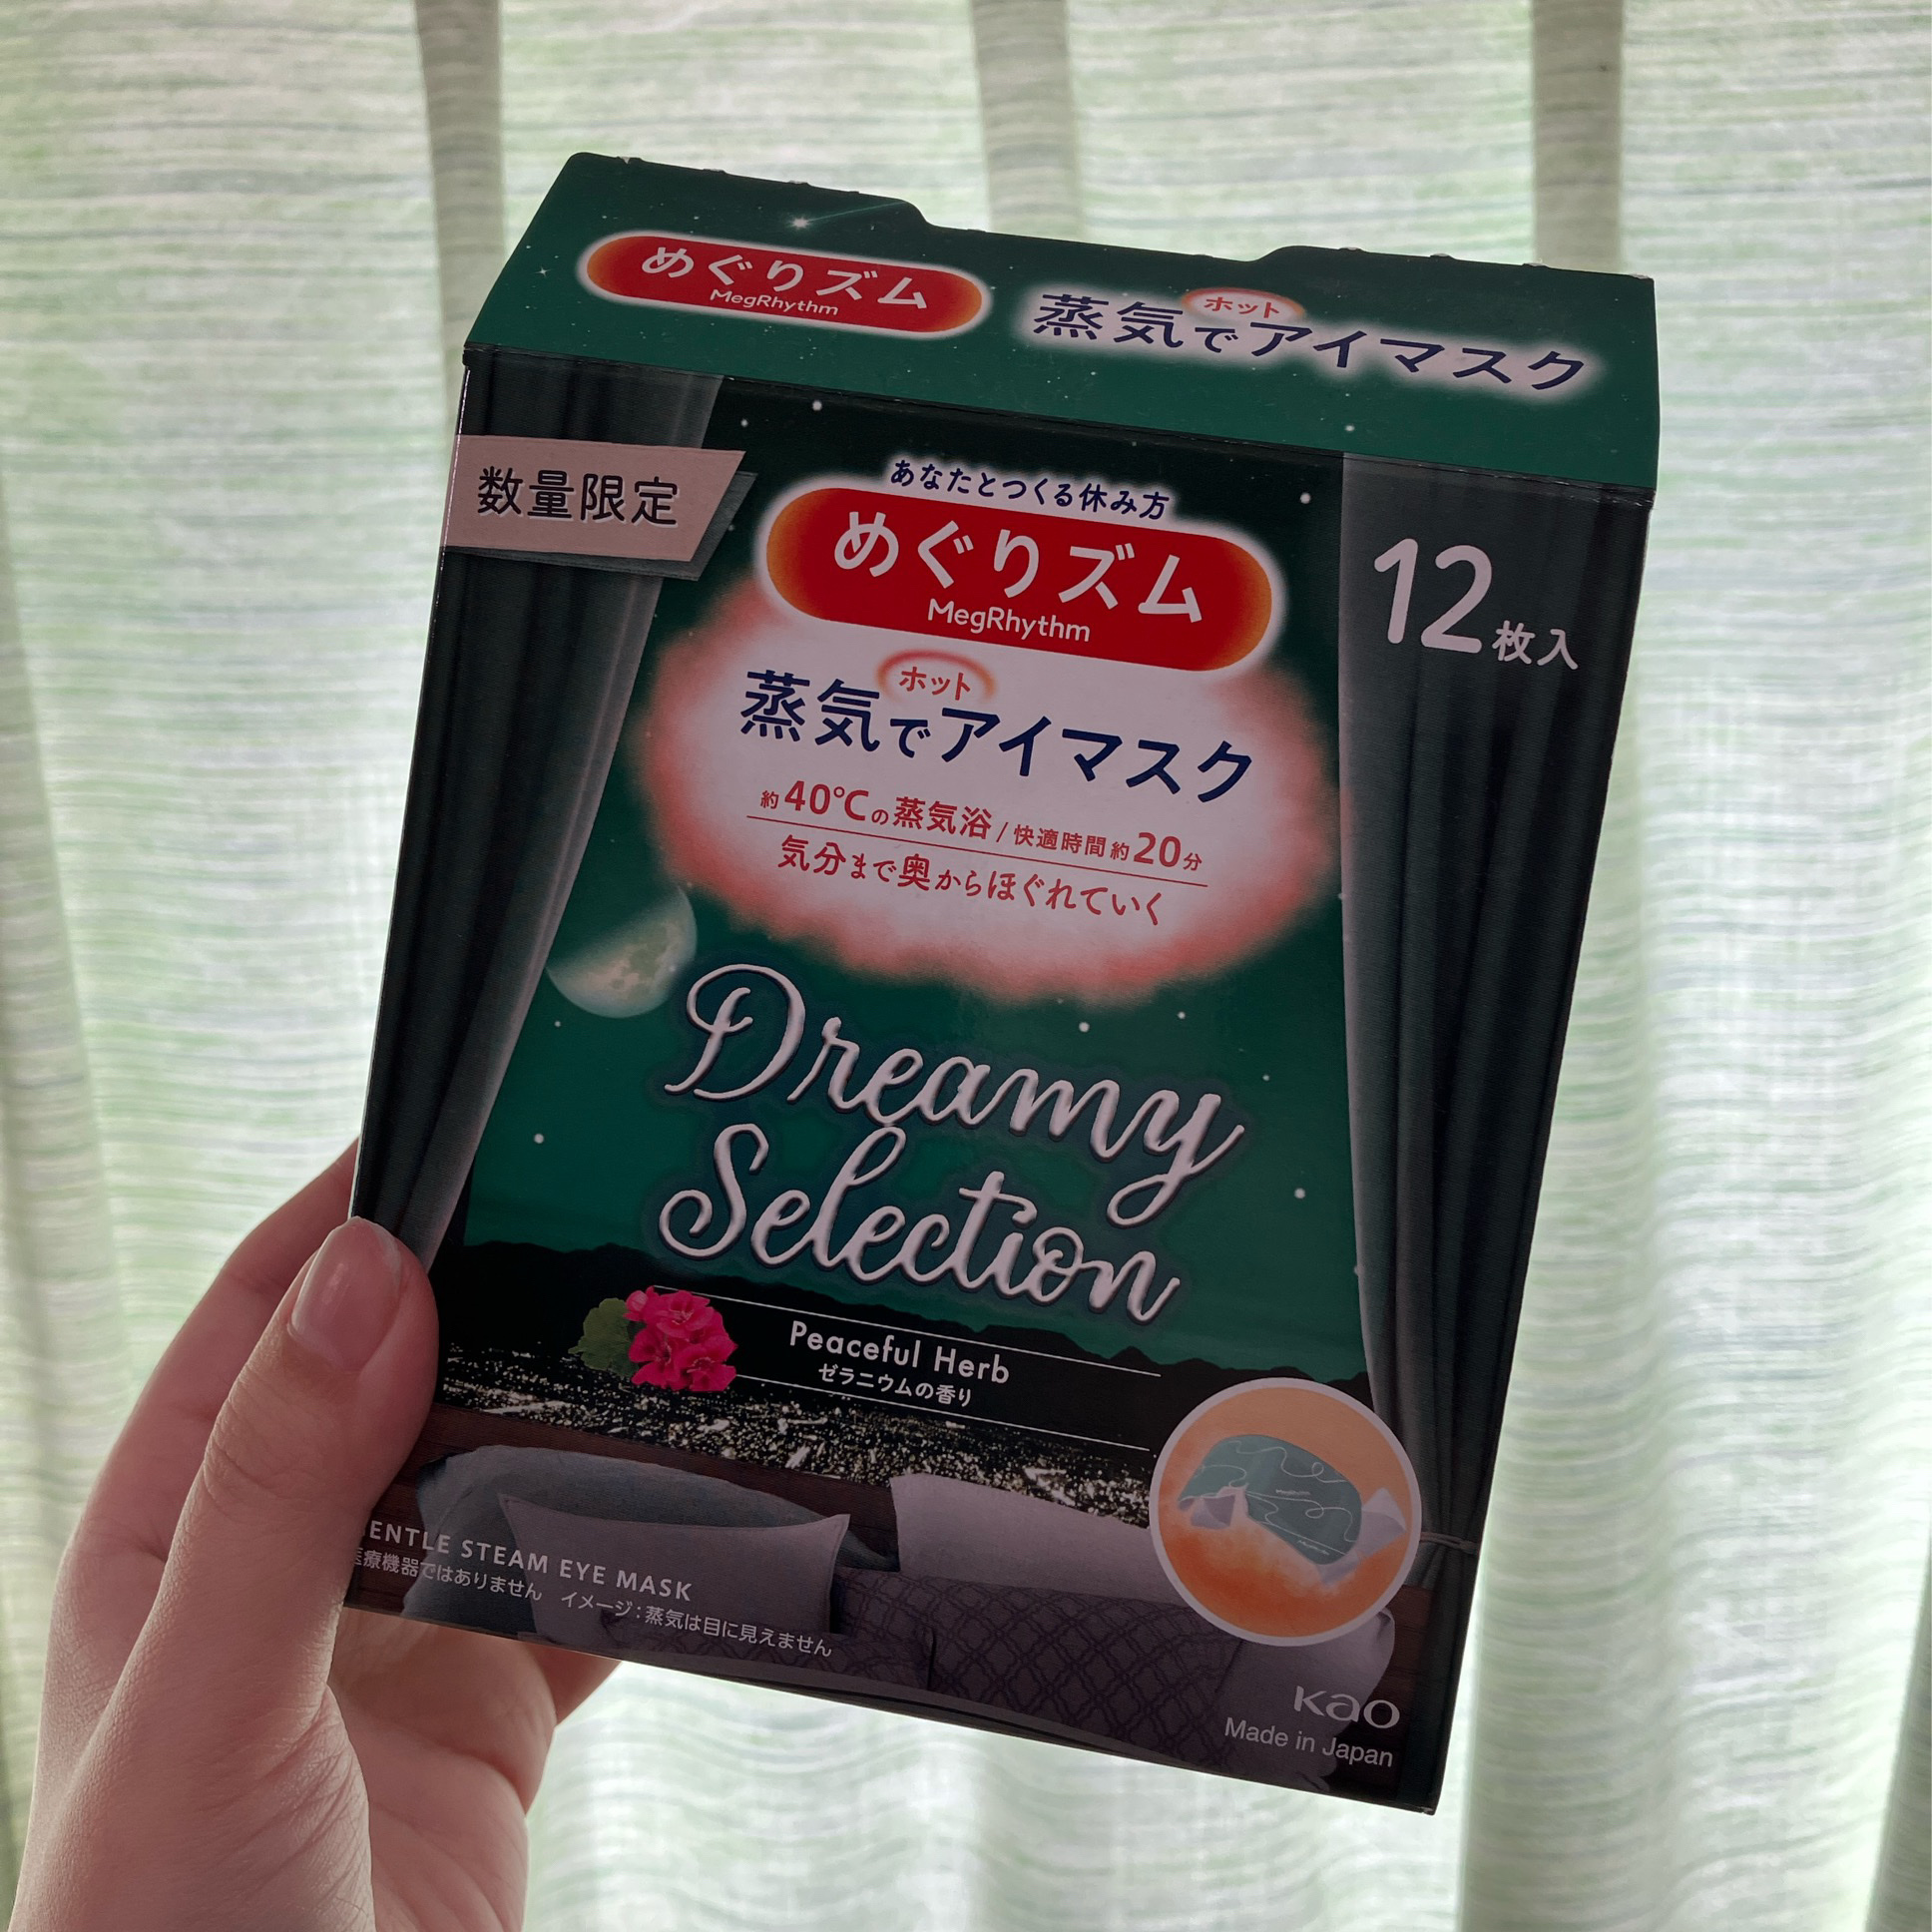 めぐりズム
MegRhythm
ホット
蒸気でアイマスク
数量限定
あなたとつくる休み方
めぐりズム
MegRhythm
12枚入
ホット
蒸気でアイマスク
約40℃の蒸気浴/快適時間約20分
気分まで奥からほぐれていく
Dreamy
Selection
Peaceful Herb
ゼラニウムの香り
ENTLE STEAM EYE MASK
療機器ではありません イメージ:蒸気は目に見えません
Kao
Made in Japan